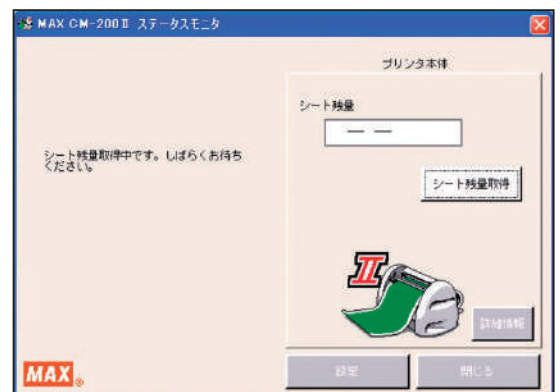 MAX CM-200Ⅱ ステータスモニタ
プリンタ本体
シート残量
― ―
シート残量取得中です。しばらくお待ち
ください。
シート残量取得
Ⅱ
詳細情報
MAX®
設定
閉じる